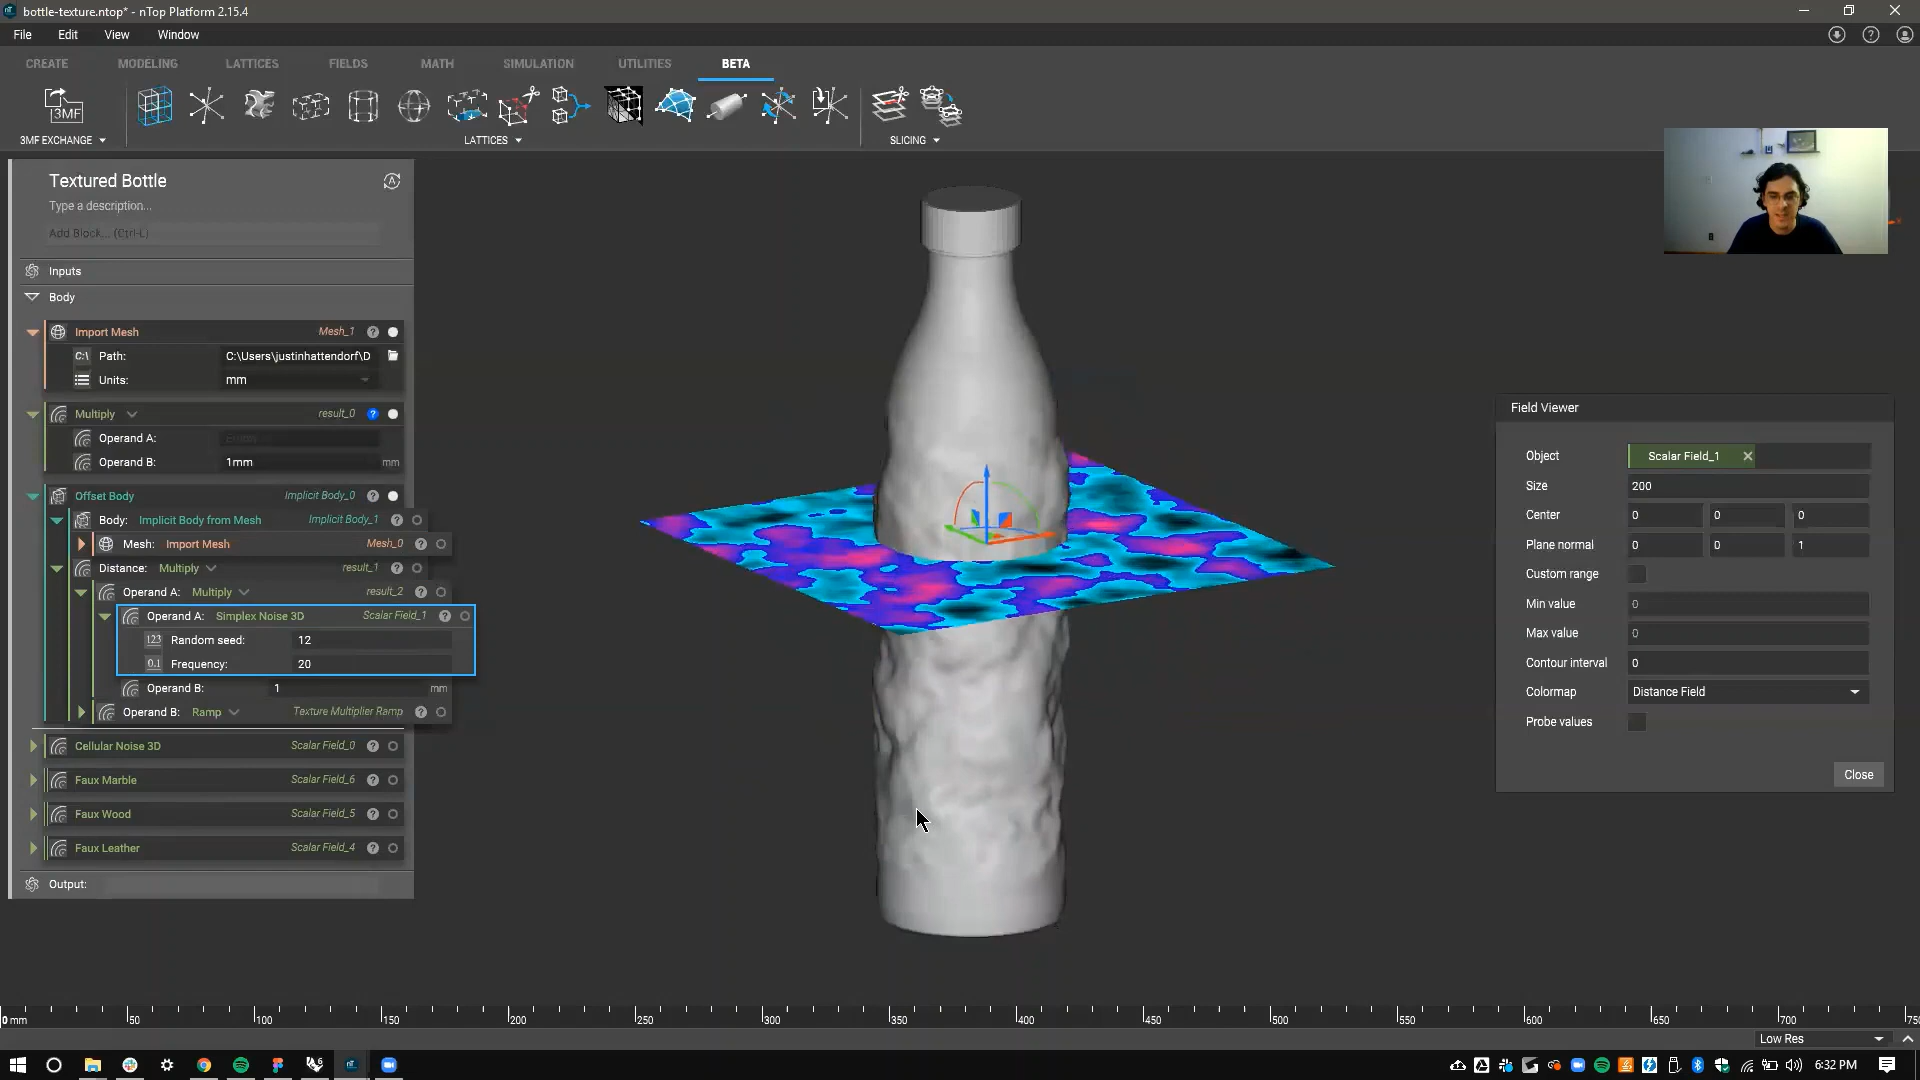 bottle-texture.ntop* - nTop Platform 2.15.4
File Edit View Window
CREATE MODELING LATTICES FIELDS MATH SIMULATION UTILITIES BETA
3MF
3MF EXCHANGE LATTICES SLICING
Textured Bottle
Type a description...
Add Block... (Ctrl-L)
Inputs
Body
Import Mesh Mesh_1
C:\ Path: C:\Users\justinhattendorf\D
Units: mm
Multiply result_0
Operand A: Empty
Operand B: 1mm mm
Offset Body Implicit Body_0
Body: Implicit Body from Mesh Implicit Body_1
Mesh: Import Mesh Mesh_0
Distance: Multiply result_1
Operand A: Multiply result_2
Operand A: Simplex Noise 3D Scalar Field_1
123 Random seed: 12
0.1 Frequency: 20
Operand B: 1 mm
Operand B: Ramp Texture Multiplier Ramp
Cellular Noise 3D Scalar Field_0
Faux Marble Scalar Field_6
Faux Wood Scalar Field_5
Faux Leather Scalar Field_4
Output:
Field Viewer
Object Scalar Field_1
Size 200
Center 0 0 0
Plane normal 0 0 1
Custom range
Min value 0
Max value 0
Contour interval 0
Colormap Distance Field
Probe values
Close
0 mm 50 100 150 200 250 300 350 400 450 500 550 600 650 700 750
Low Res
6:32 PM